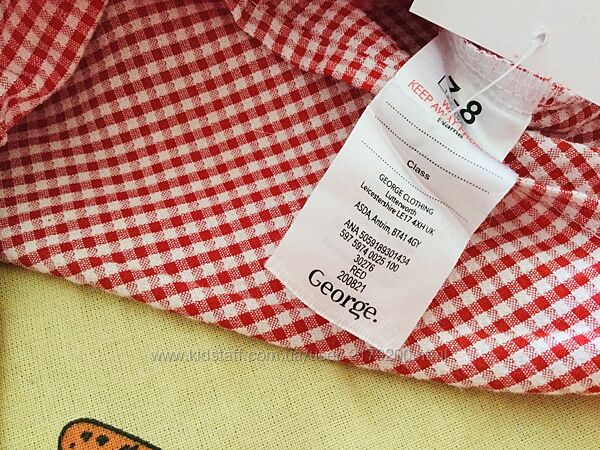 7-8
KEEP AWAY
Name
Class
GEORGE CLOTHING
Lutterworth
Leicestershire LE17 4XH UK
ASDA, Antrim, BT41 4GY
ANA 5059189301434
597 5974 0025 100
30276
RED
200821
George.